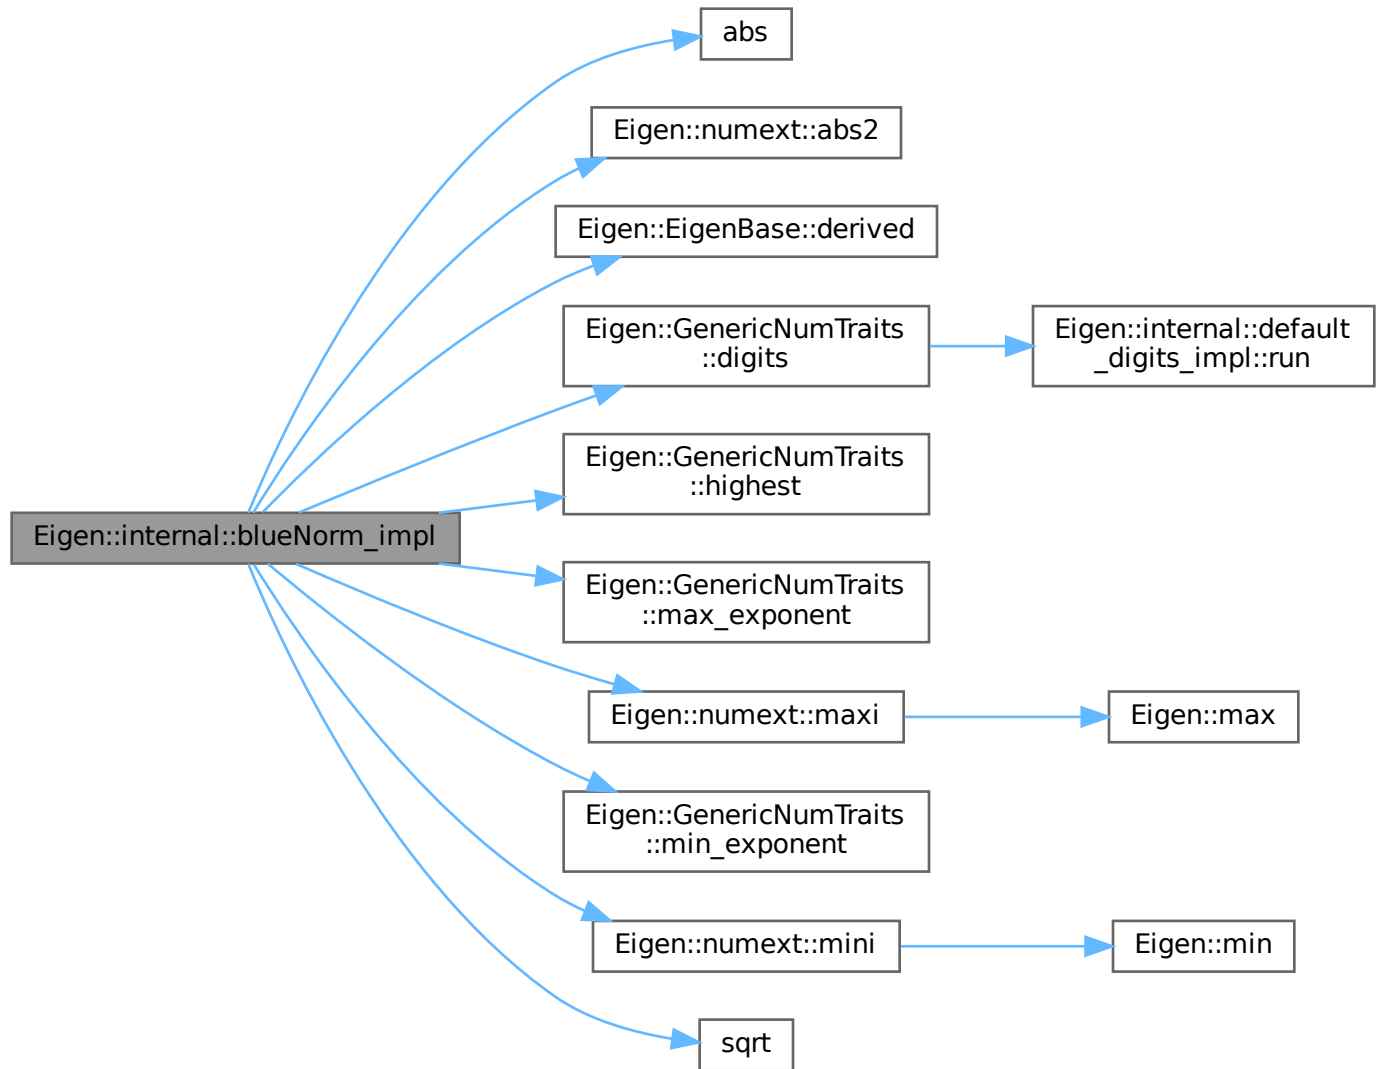 abs
Eigen::numext::abs2
Eigen::EigenBase::derived
Eigen::GenericNumTraits
::digits
Eigen::internal::default
_digits_impl::run
Eigen::GenericNumTraits
::highest
Eigen::internal::blueNorm_impl
Eigen::GenericNumTraits
::max_exponent
Eigen::numext::maxi
Eigen::max
Eigen::GenericNumTraits
::min_exponent
Eigen::numext::mini
Eigen::min
sqrt